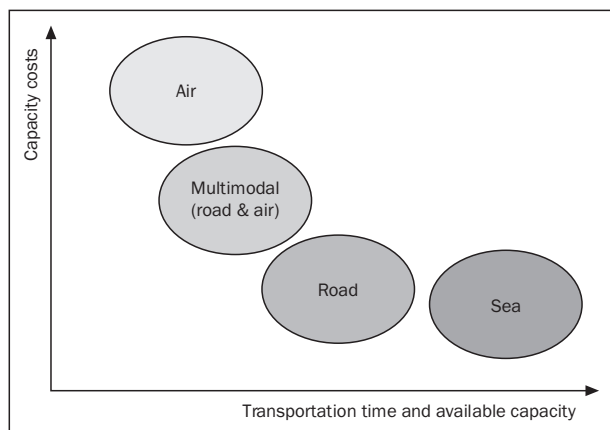 Capacity costs
Air
Multimodal
(road & air)
Road
Sea
Transportation time and available capacity